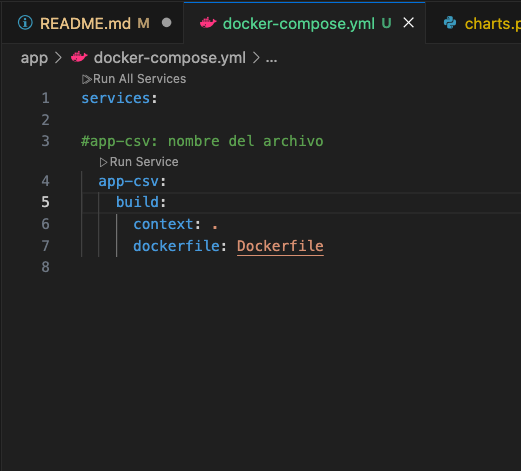 README.md M
docker-compose.yml U
charts.p
app > docker-compose.yml > ...
Run All Services
1 services:
2
3 #app-csv: nombre del archivo
Run Service
4 app-csv:
5 build:
6 context: .
7 dockerfile: Dockerfile
8